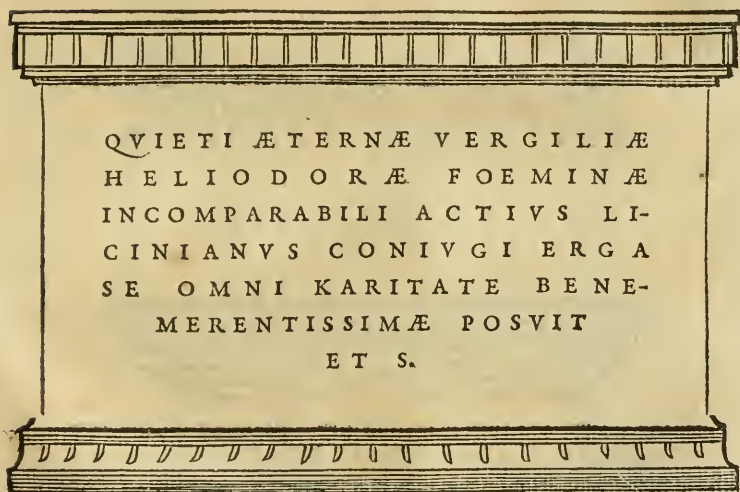 QVIETI ÆTERNÆ VERGILIÆ
HELIODORÆ FOEMINÆ
INCOMPARABILI ACTIVS LI-
CINIANVS CONIVGI ERGA
SE OMNI KARITATE BENE-
MERENTISSIMÆ POSVIT
ET S.